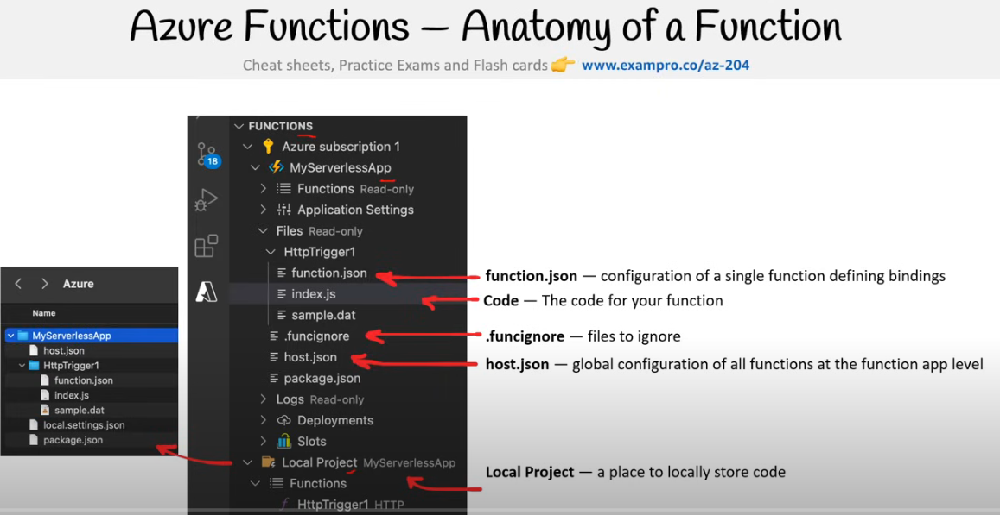 Azure Functions — Anatomy of a Function
Cheat sheets, Practice Exams and Flash cards 👉 www.exampro.co/az-204
FUNCTIONS
Azure subscription 1
18
MyServerlessApp
Functions Read-only
Application Settings
Files Read-only
HttpTrigger1
function.json
index.js
sample.dat
.funcignore
host.json
package.json
Logs Read-only
Deployments
Slots
Local Project MyServerlessApp
Functions
HttpTrigger1 HTTP
Azure
Name
MyServerlessApp
host.json
HttpTrigger1
function.json
index.js
sample.dat
local.settings.json
package.json
function.json — configuration of a single function defining bindings
Code — The code for your function
.funcignore — files to ignore
host.json — global configuration of all functions at the function app level
Local Project — a place to locally store code